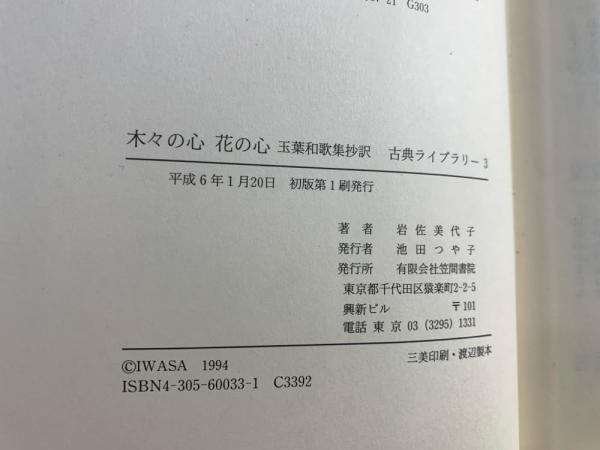 21 G303
木々の心 花の心 玉葉和歌集抄訳 古典ライブラリー 3
平成6年1月20日 初版第1刷発行
著者 岩佐美代子
発行者 池田つや子
発行所 有限会社笠間書院
東京都千代田区猿楽町2-2-5
興新ビル 〒101
電話 東京 03 (3295) 1331
三美印刷・渡辺製本
©IWASA 1994
ISBN4-305-60033-1 C3392